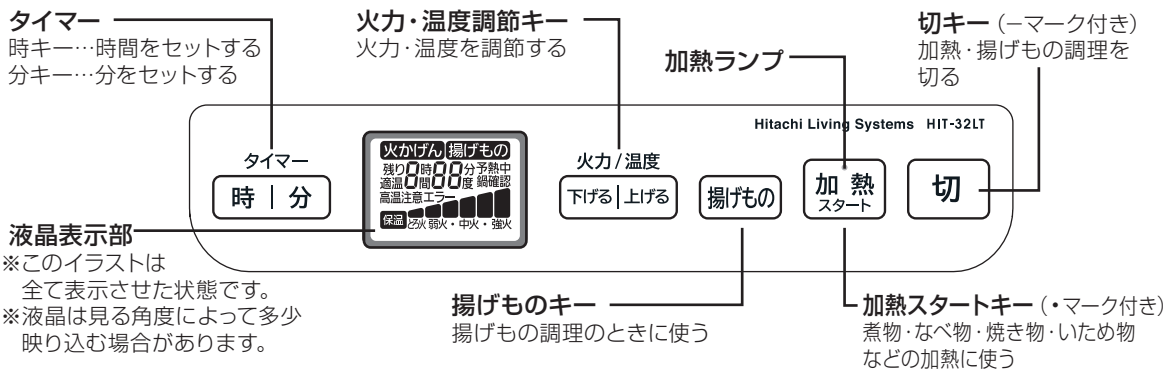 タイマー
時キー…時間をセットする
分キー…分をセットする
火力・温度調節キー
火力・温度を調節する
加熱ランプ
切キー（−マーク付き）
加熱・揚げもの調理を
切る
Hitachi Living Systems HIT-32LT
タイマー
時｜分
火かげん 揚げもの
残り 8時88分 予熱中
適温 間 度 鍋確認
高温注意エラー
保温 とろ火 弱火・中火・強火
火力/温度
下げる｜上げる
揚げもの
加熱
スタート
切
液晶表示部
※このイラストは
全て表示させた状態です。
※液晶は見る角度によって多少
映り込む場合があります。
揚げものキー
揚げもの調理のときに使う
加熱スタートキー（・マーク付き）
煮物・なべ物・焼き物・いため物
などの加熱に使う